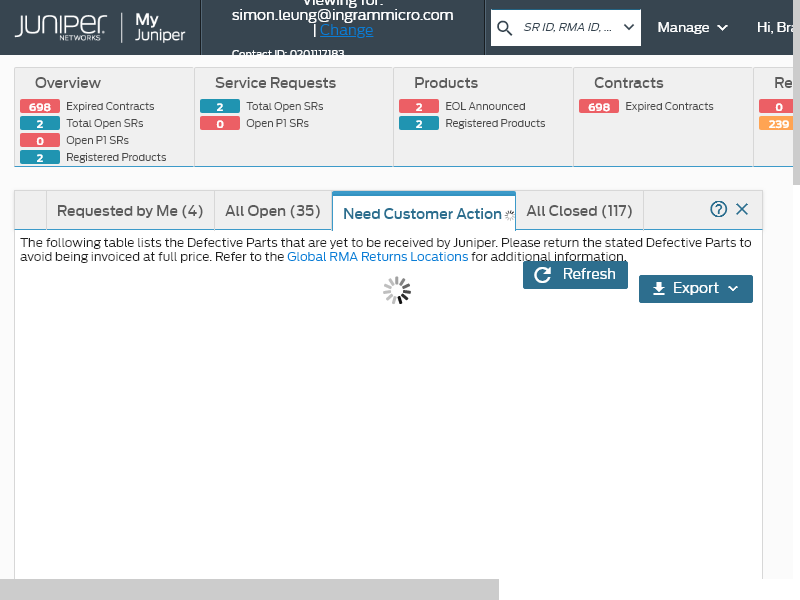 JUNIPER
NETWORKS
My
Juniper
Viewing for:
simon.leung@ingrammicro.com
| Change
Contact ID: 0201117183
SR ID, RMA ID, ...
Manage
Hi, Bra
Overview
698 Expired Contracts
2 Total Open SRs
0 Open P1 SRs
2 Registered Products
Service Requests
2 Total Open SRs
0 Open P1 SRs
Products
2 EOL Announced
2 Registered Products
Contracts
698 Expired Contracts
Re
0
239
Requested by Me (4)
All Open (35)
Need Customer Action
All Closed (117)
The following table lists the Defective Parts that are yet to be received by Juniper. Please return the stated Defective Parts to
avoid being invoiced at full price. Refer to the Global RMA Returns Locations for additional information.
Refresh
Export